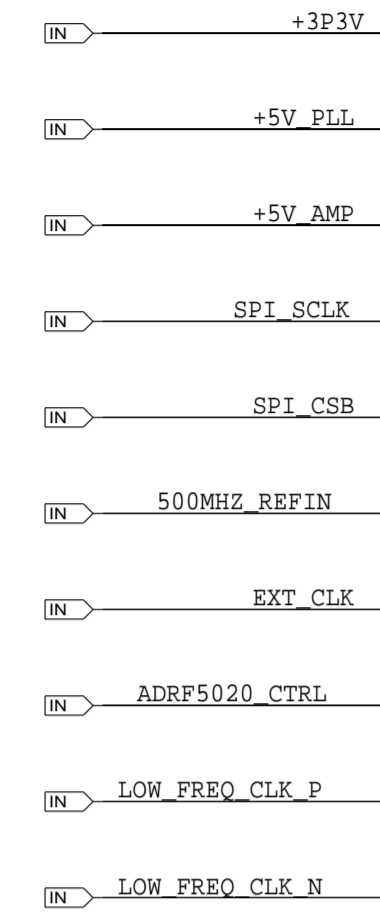 IN +3P3V
IN +5V_PLL
IN +5V_AMP
IN SPI_SCLK
IN SPI_CSB
IN 500MHZ_REFIN
IN EXT_CLK
IN ADRF5020_CTRL
IN LOW_FREQ_CLK_P
IN LOW_FREQ_CLK_N